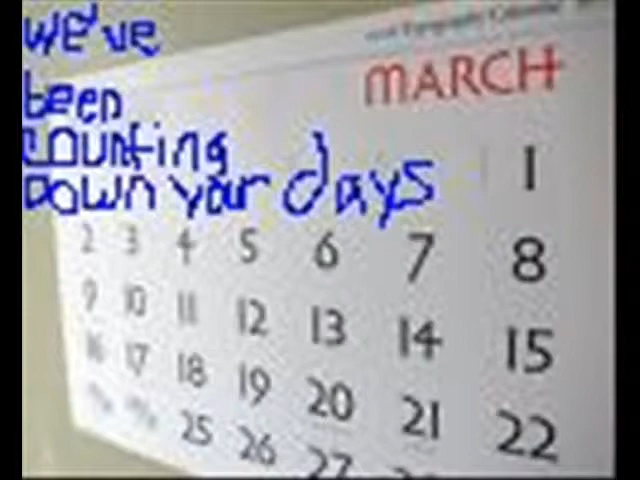 we've
MARCH
been
counting
Down your days
1
2 3 4 5 6 7 8
9 10 11 12 13 14 15
16 17 18 19 20 21 22
25 26 27